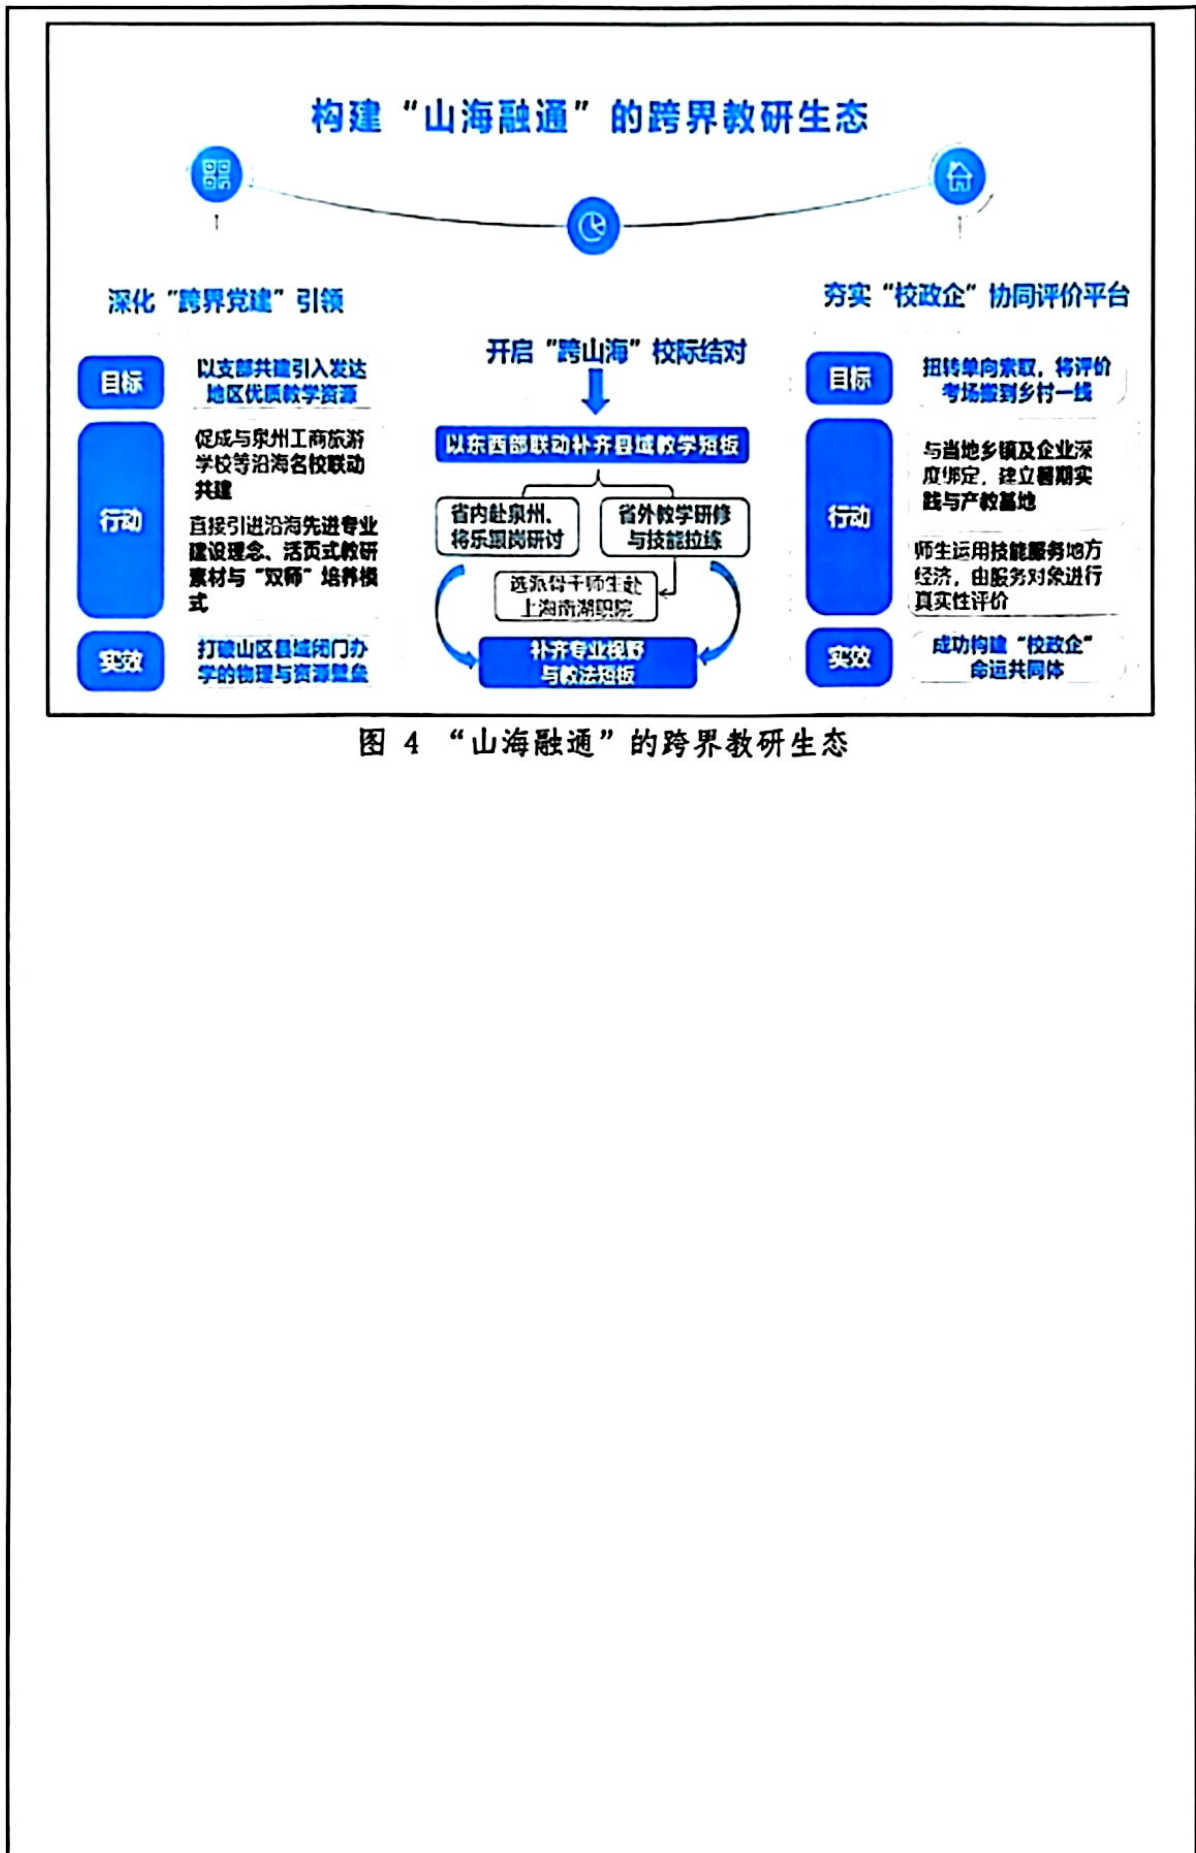 构建“山海融通”的跨界教研生态
深化“跨界党建”引领
目标
以支部共建引入发达
地区优质教学资源
行动
促成与泉州工商旅游
学校等沿海名校联动
共建
直接引进沿海先进专业
建设理念、活页式教研
素材与“双师”培养模
式
实效
打破山区县域闭门办
学的物理与资源壁垒
开启“跨山海”校际结对
以东西部联动补齐县域教学短板
省内赴泉州、
将乐跟岗研讨
省外教学研修
与技能拉练
选派骨干师生赴
上海南湖职院
补齐专业视野
与教法短板
夯实“校政企”协同评价平台
目标
扭转单向索取，将评价
考场搬到乡村一线
行动
与当地乡镇及企业深
度绑定，建立暑期实
践与产教基地
师生运用技能服务地方
经济，由服务对象进行
真实性评价
实效
成功构建“校政企”
命运共同体
图 4 “山海融通”的跨界教研生态